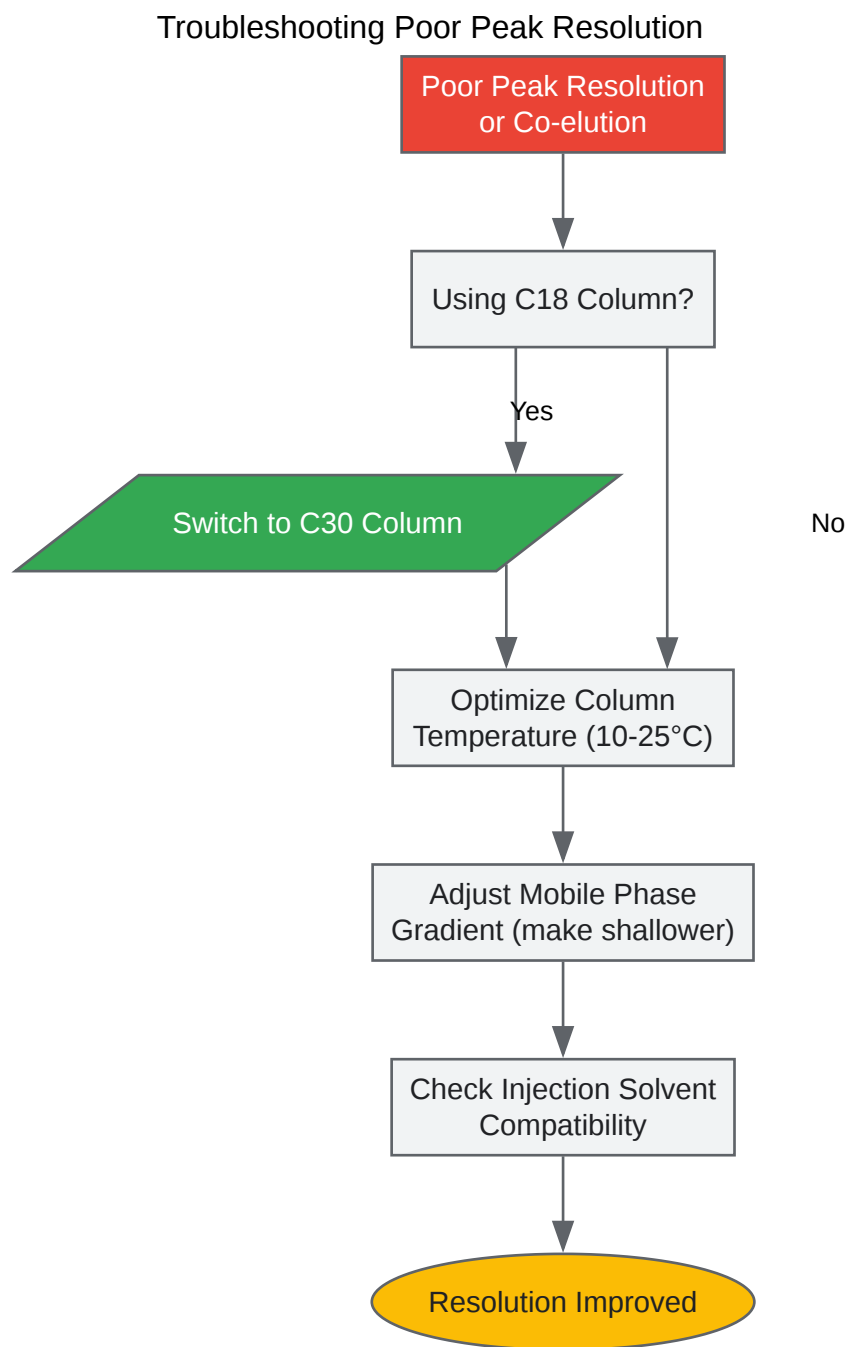 Troubleshooting Poor Peak Resolution
Poor Peak Resolution
or Co-elution
Using C18 Column?
Yes
Switch to C30 Column
No
Optimize Column
Temperature (10-25°C)
Adjust Mobile Phase
Gradient (make shallower)
Check Injection Solvent
Compatibility
Resolution Improved